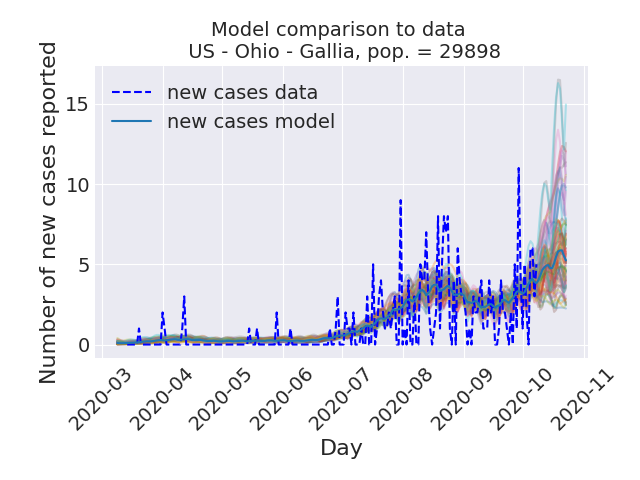 Model comparison to data
US - Ohio - Gallia, pop. = 29898
new cases data
new cases model
Number of new cases reported
15
10
5
0
2020-03
2020-04
2020-05
2020-06
2020-07
2020-08
2020-09
2020-10
2020-11
Day